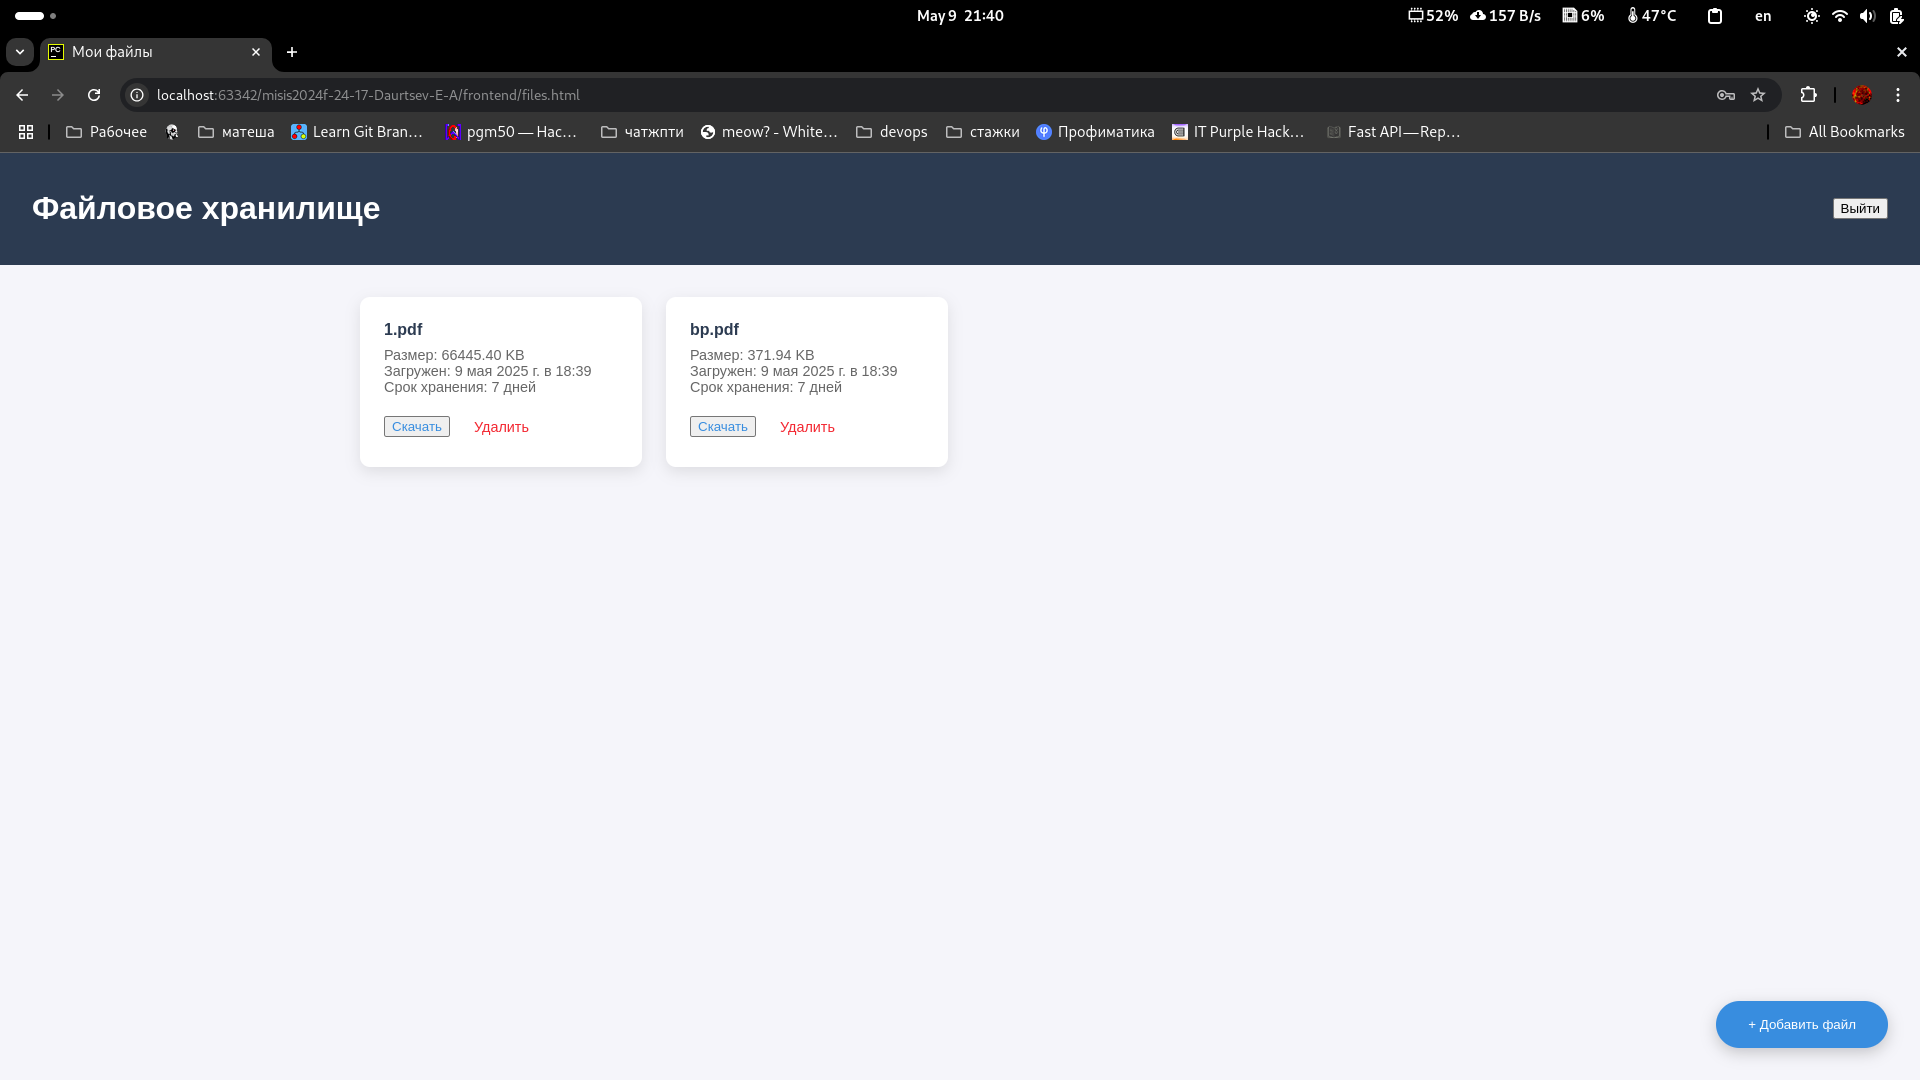 May 9 21:40
52% 157 B/s 6% 47°C en
Мои файлы
localhost:63342/misis2024f-24-17-Daurtsev-E-A/frontend/files.html
Рабочее матеша Learn Git Bran… pgm50 — Hac… чатжпти meow? - White… devops стажки Профиматика IT Purple Hack… Fast API — Rep… All Bookmarks
Файловое хранилище
Выйти
1.pdf
Размер: 66445.40 KB
Загружен: 9 мая 2025 г. в 18:39
Срок хранения: 7 дней
Скачать Удалить
bp.pdf
Размер: 371.94 KB
Загружен: 9 мая 2025 г. в 18:39
Срок хранения: 7 дней
Скачать Удалить
+ Добавить файл